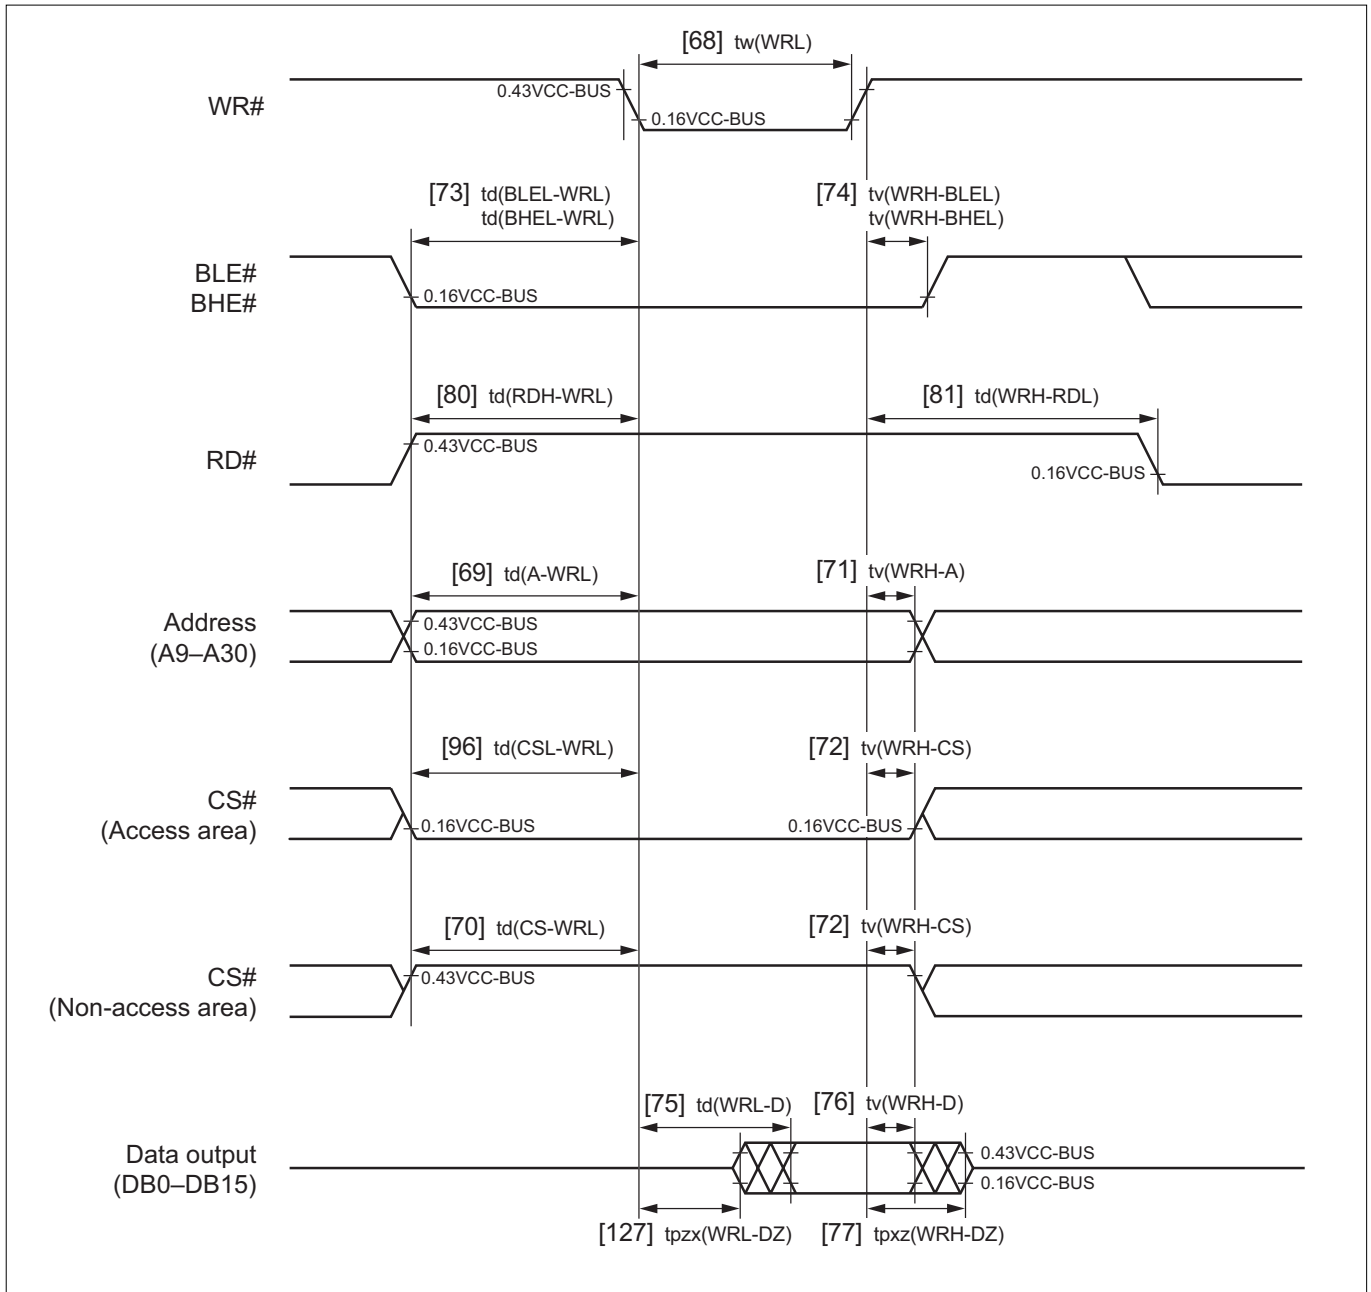 [68] tw(WRL)
WR#
0.43VCC-BUS
0.16VCC-BUS
[73] td(BLEL-WRL)
td(BHEL-WRL)
[74] tv(WRH-BLEL)
tv(WRH-BHEL)
BLE#
BHE#
0.16VCC-BUS
[80] td(RDH-WRL)
[81] td(WRH-RDL)
RD#
0.43VCC-BUS
0.16VCC-BUS
[69] td(A-WRL)
[71] tv(WRH-A)
Address
(A9–A30)
0.43VCC-BUS
0.16VCC-BUS
[96] td(CSL-WRL)
[72] tv(WRH-CS)
CS#
(Access area)
0.16VCC-BUS
0.16VCC-BUS
[70] td(CS-WRL)
[72] tv(WRH-CS)
CS#
(Non-access area)
0.43VCC-BUS
[75] td(WRL-D)
[76] tv(WRH-D)
Data output
(DB0–DB15)
0.43VCC-BUS
0.16VCC-BUS
[127] tpzx(WRL-DZ)
[77] tpxz(WRH-DZ)